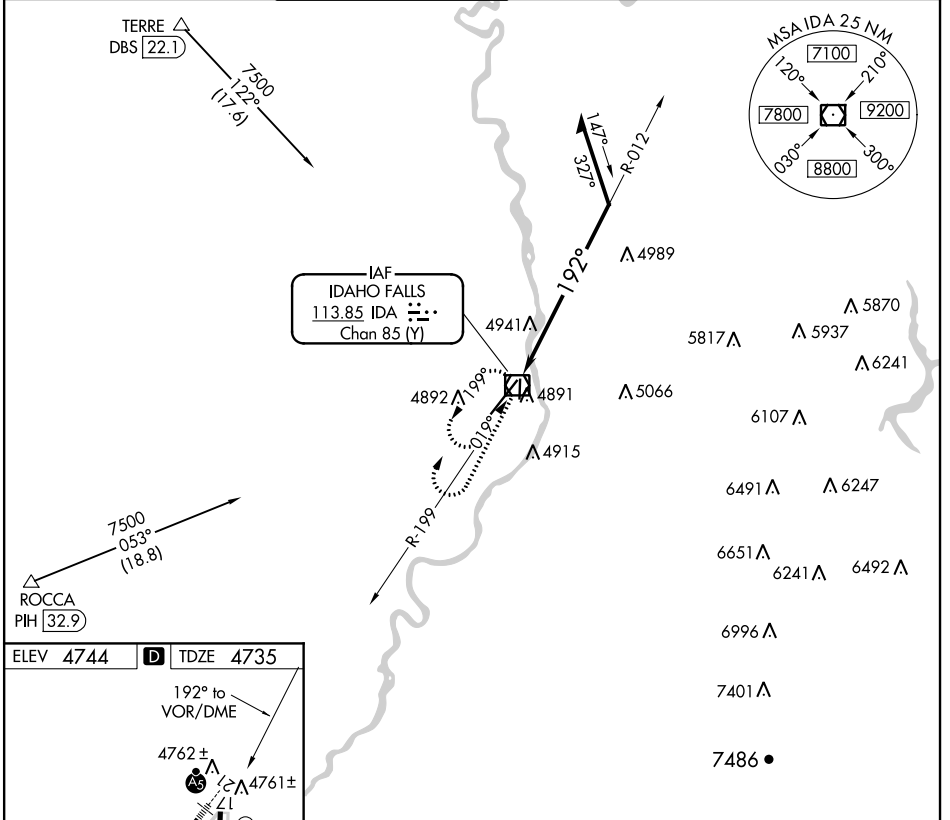 TERRE
DBS 22.1
7500
122°
(17.6)
MSA IDA 25 NM
7100
120°
210°
7800
9200
030°
300°
8800
147°
327°
R-012
192°
4989
IAF
IDAHO FALLS
113.85 IDA
Chan 85 (Y)
4941
5870
5817
5937
6241
4892
199°
4891
5066
6107
019°
4915
6491
6247
R-199
7500
053°
(18.8)
6651
6241
6492
ROCCA
PIH 32.9
6996
ELEV 4744 D TDZE 4735
7401
192° to
VOR/DME
4762 ±
A5
4761±
7486
21
17